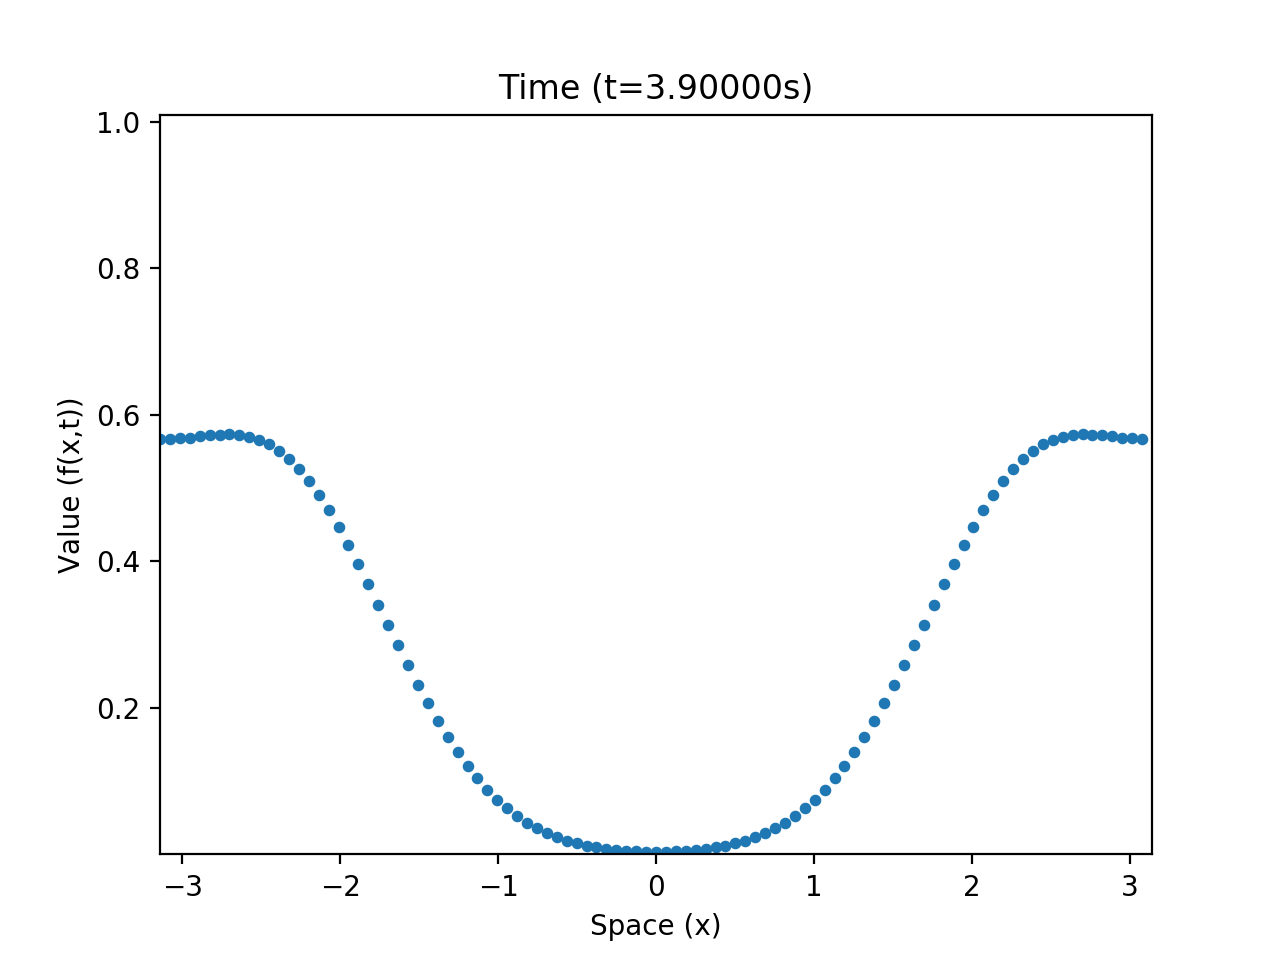 Time (t=3.90000s)
1.0
0.8
0.6
0.4
0.2
Value (f(x,t))
−3 −2 −1 0 1 2 3
Space (x)